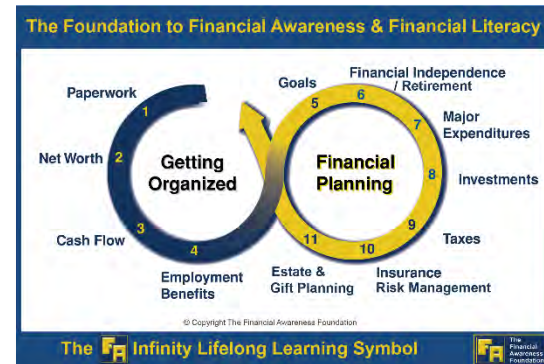 The Foundation to Financial Awareness & Financial Literacy
Paperwork
1
Net Worth
2
Cash Flow
3
4
Employment
Benefits
Getting
Organized
Goals
5
Financial Independence
/ Retirement
6
Major
Expenditures
7
Investments
8
Taxes
9
Insurance
Risk Management
10
Estate &
Gift Planning
11
Financial
Planning
© Copyright The Financial Awareness Foundation
The FA Infinity Lifelong Learning Symbol
FA
The
Financial
Awareness
Foundation